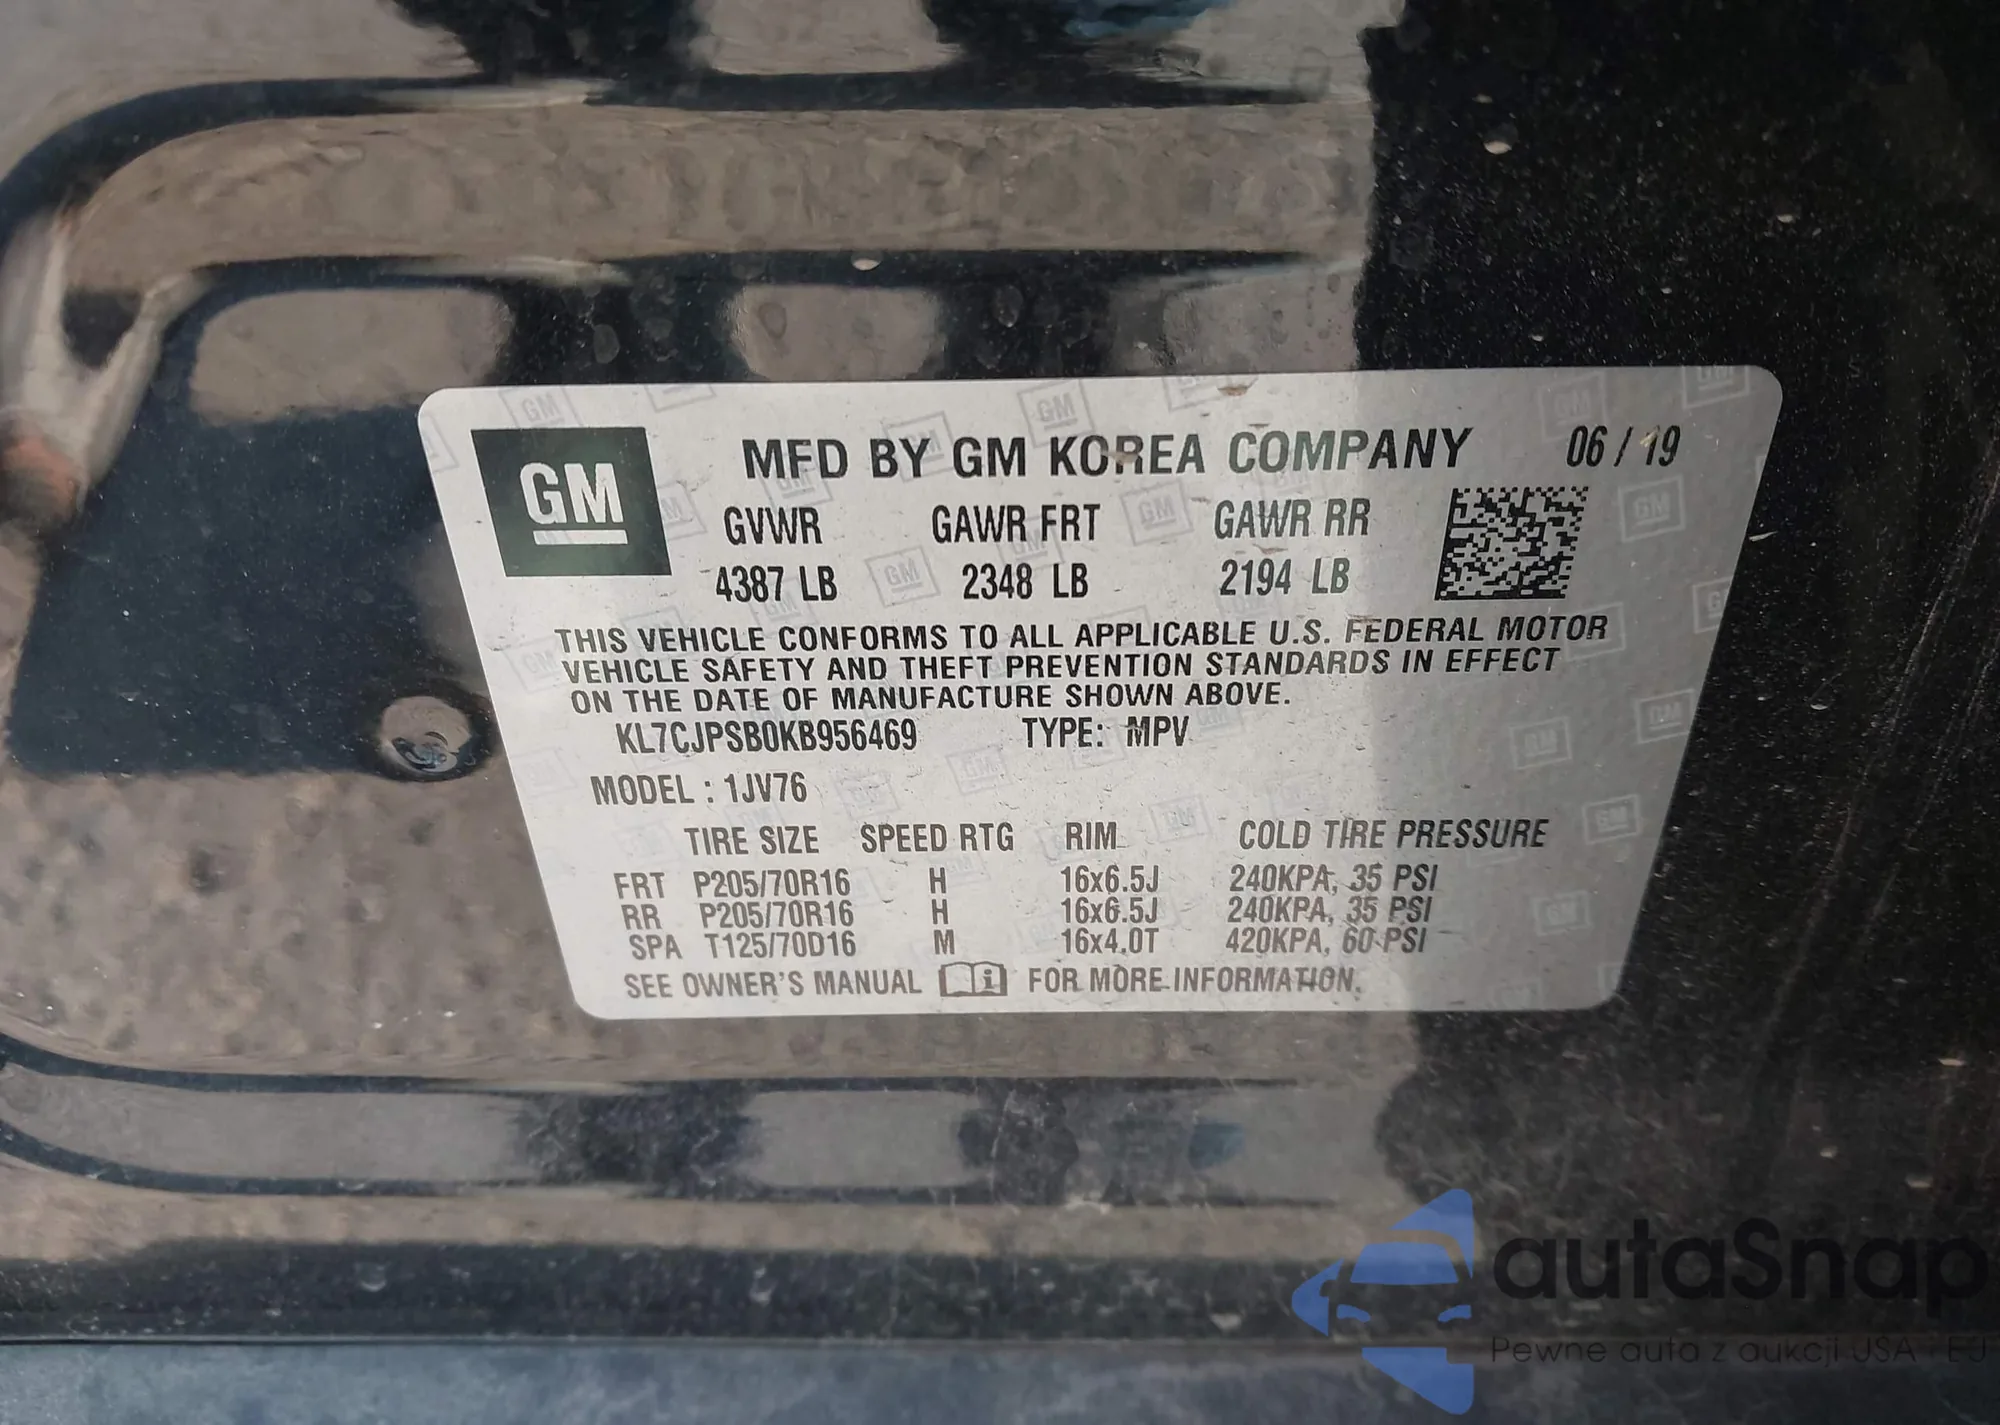 GM
MFD BY GM KOREA COMPANY 06 / 19
GVWR GAWR FRT GAWR RR
4387 LB 2348 LB 2194 LB
THIS VEHICLE CONFORMS TO ALL APPLICABLE U.S. FEDERAL MOTOR
VEHICLE SAFETY AND THEFT PREVENTION STANDARDS IN EFFECT
ON THE DATE OF MANUFACTURE SHOWN ABOVE.
KL7CJPSB0KB956469 TYPE: MPV
MODEL : 1JV76
TIRE SIZE SPEED RTG RIM COLD TIRE PRESSURE
FRT P205/70R16 H 16x6.5J 240KPA, 35 PSI
RR P205/70R16 H 16x6.5J 240KPA, 35 PSI
SPA T125/70D16 M 16x4.0T 420KPA, 60 PSI
SEE OWNER'S MANUAL i FOR MORE INFORMATION.
autaSnap
Pewne auta z aukcji USA i EU